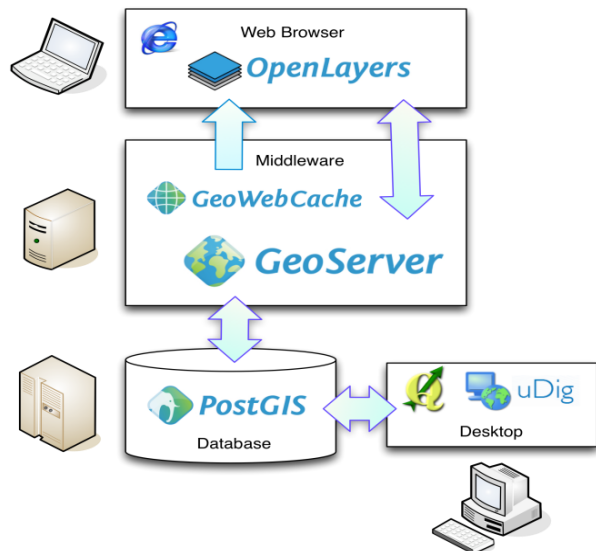 Web Browser
OpenLayers
Middleware
GeoWebCache
GeoServer
PostGIS
Database
uDig
Desktop